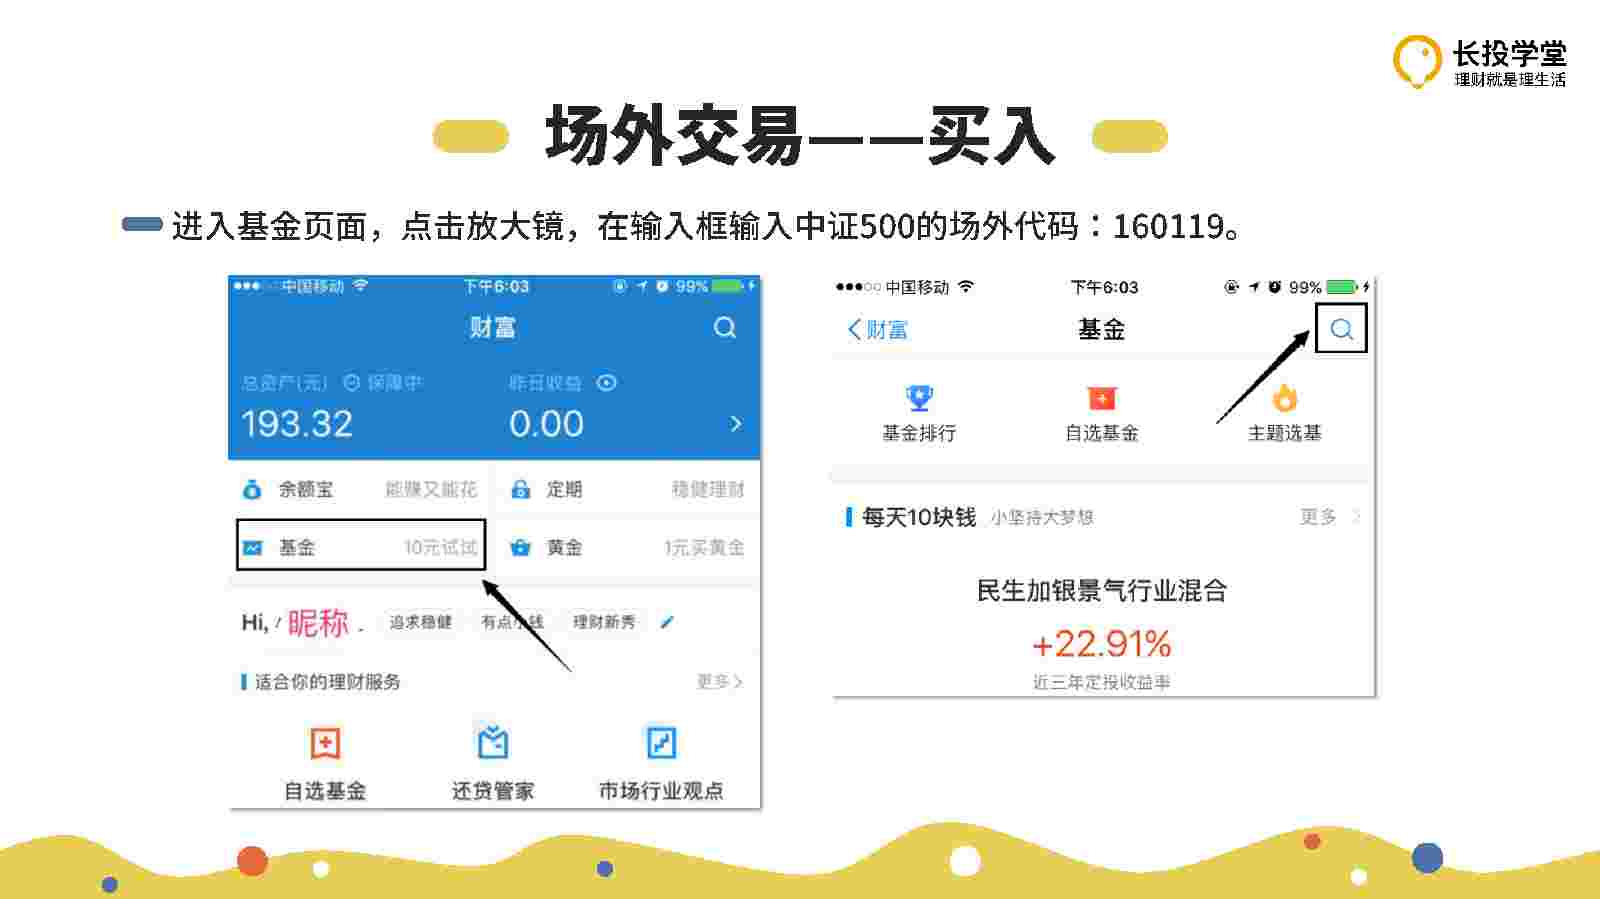 长投学堂
理财就是理生活
场外交易——买入
进入基金页面，点击放大镜，在输入框输入中证500的场外代码：160119。
中国移动 下午6:03 99%
财富
总资产(元) 保障中 昨日收益
193.32 0.00
余额宝 能赚又能花 定期 稳健理财
基金 10元试试 黄金 1元买黄金
Hi, 昵称 追求稳健 有点小钱 理财新秀
适合你的理财服务 更多
自选基金 还贷管家 市场行业观点
中国移动 下午6:03 99%
财富 基金
基金排行 自选基金 主题选基
每天10块钱 小坚持大梦想 更多
民生加银景气行业混合
+22.91%
近三年定投收益率